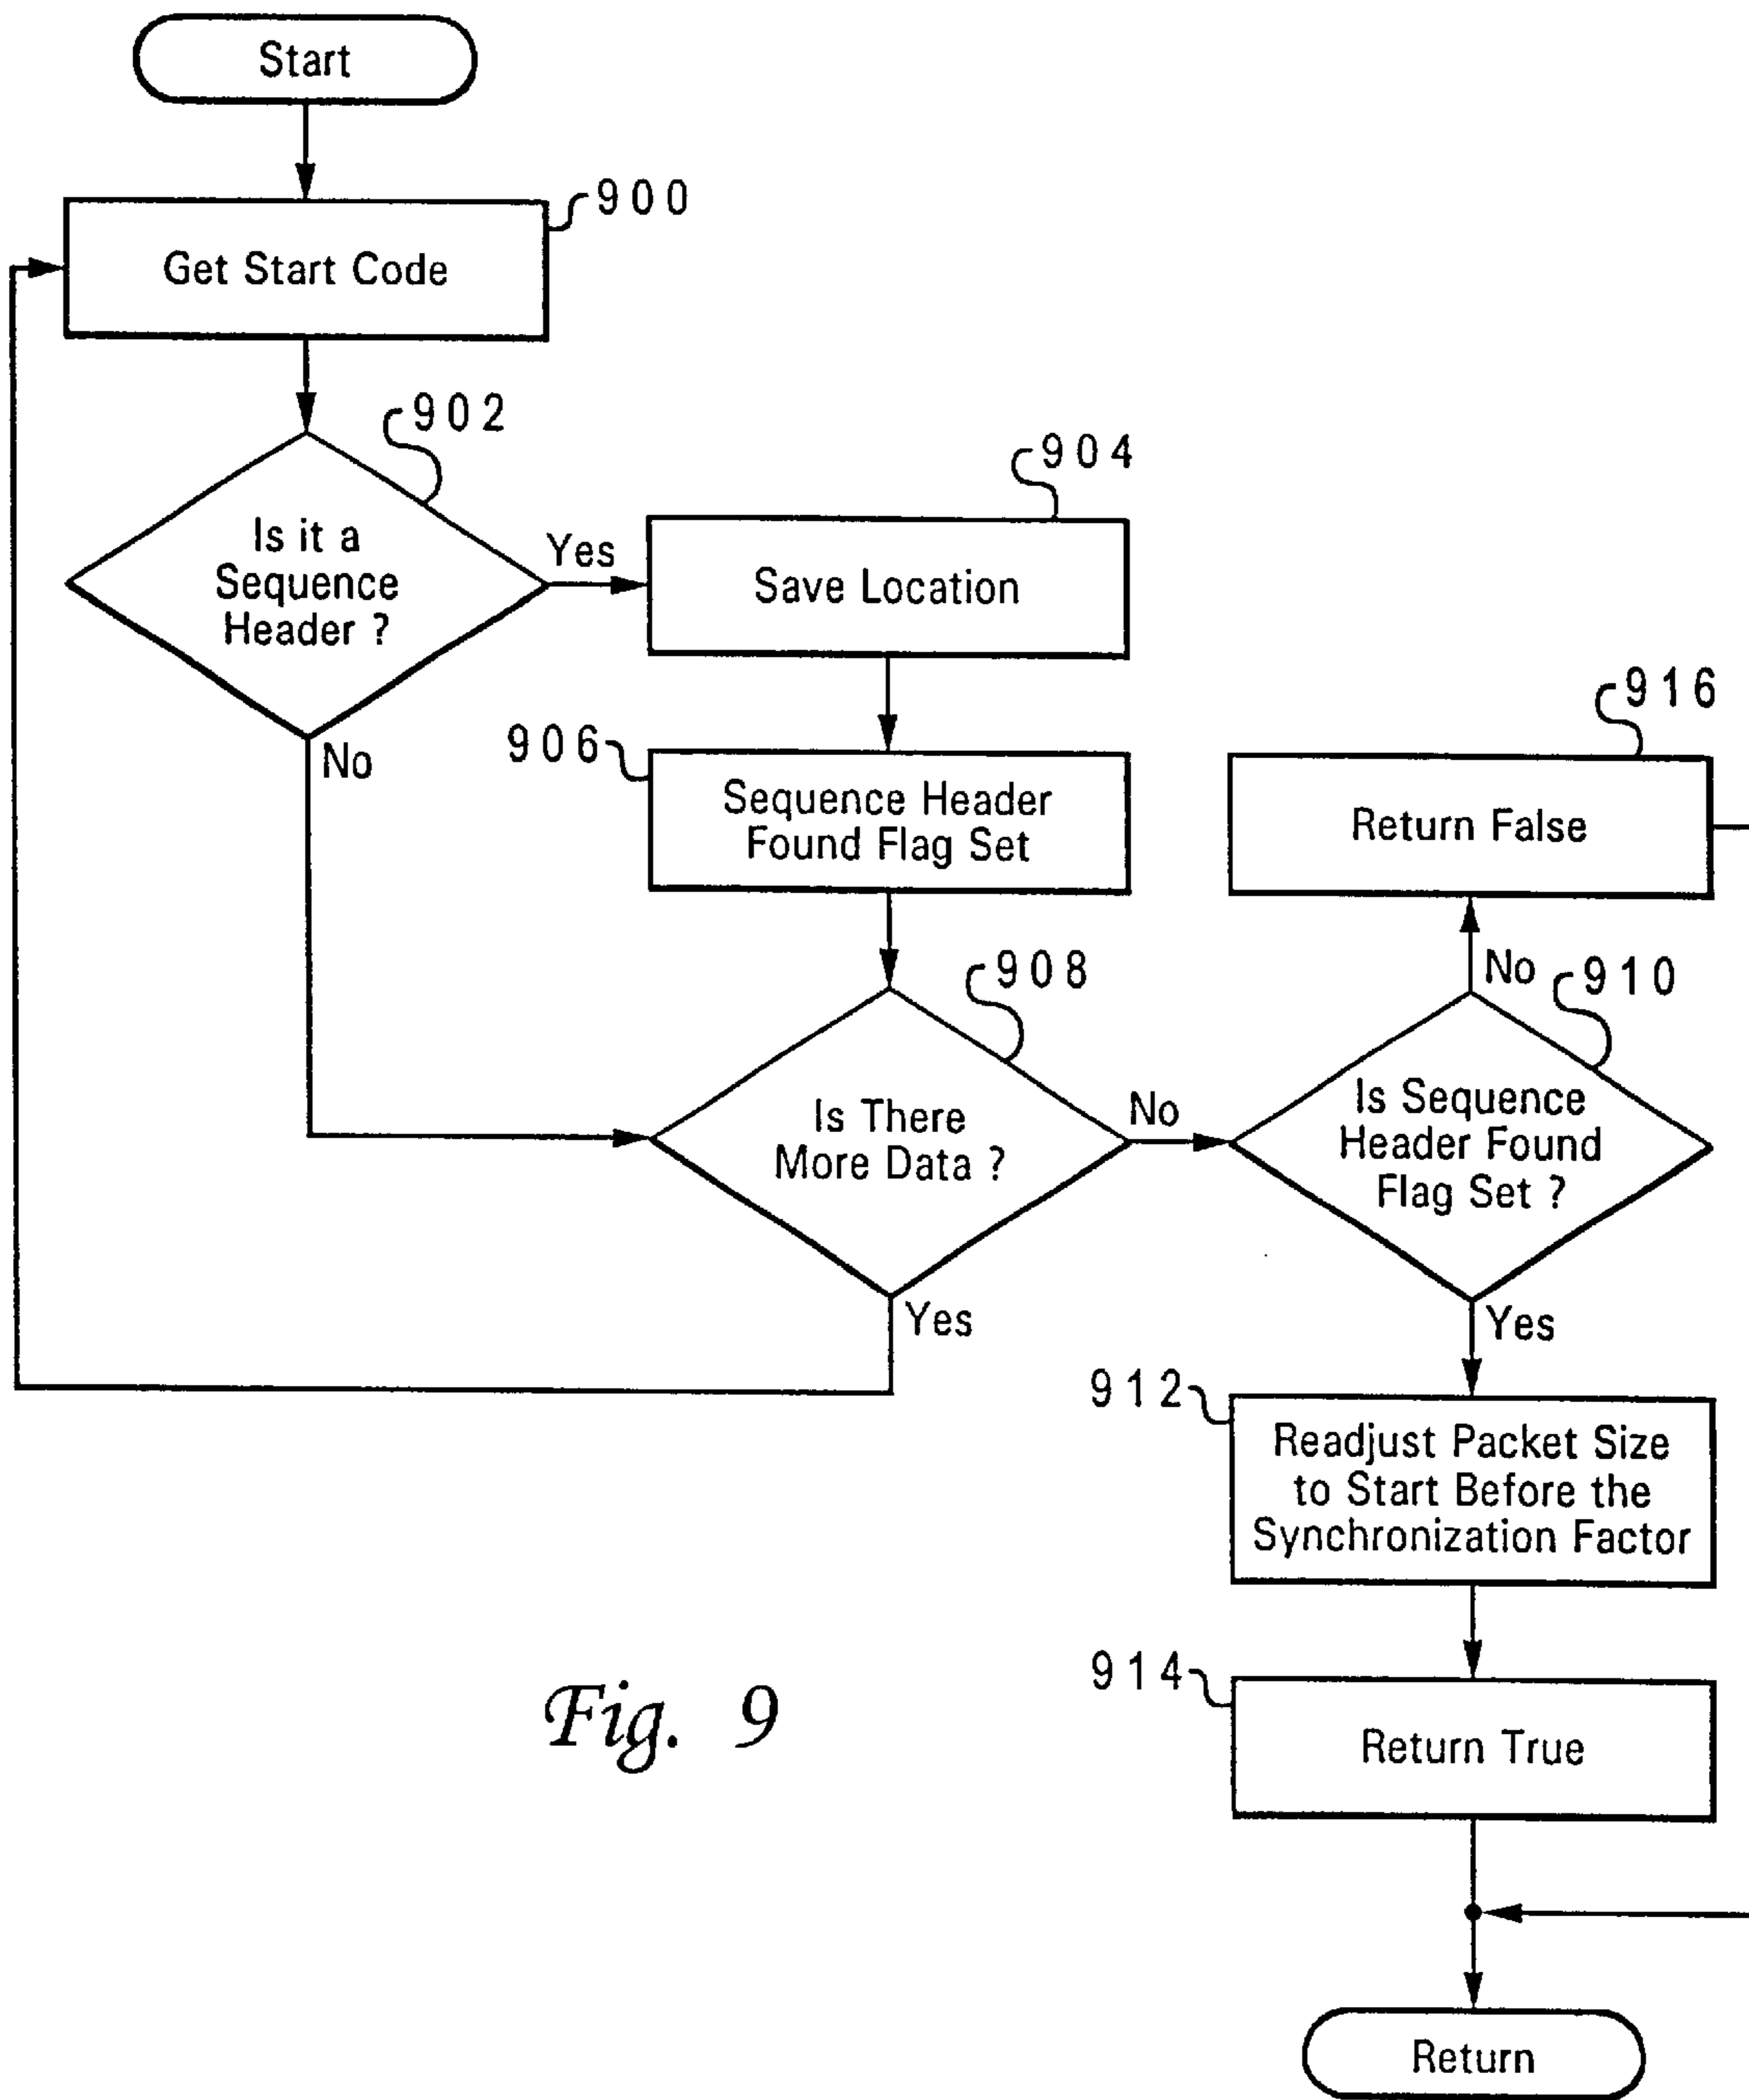 Start
900
Get Start Code
902
Is it a
Sequence
Header ?
Yes
No
904
Save Location
906
Sequence Header
Found Flag Set
908
Is There
More Data ?
No
Yes
916
Return False
No
910
Is Sequence
Header Found
Flag Set ?
Yes
912
Readjust Packet Size
to Start Before the
Synchronization Factor
914
Return True
Return
Fig. 9